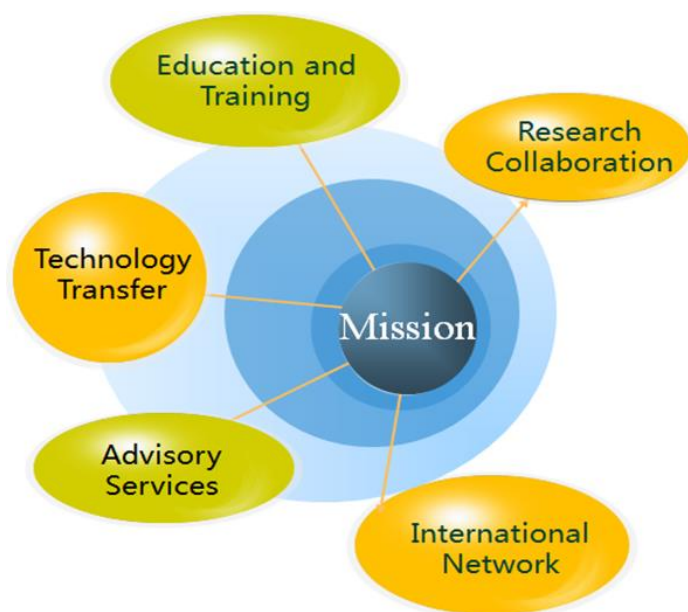 Education and
Training
Research
Collaboration
Technology
Transfer
Mission
Advisory
Services
International
Network